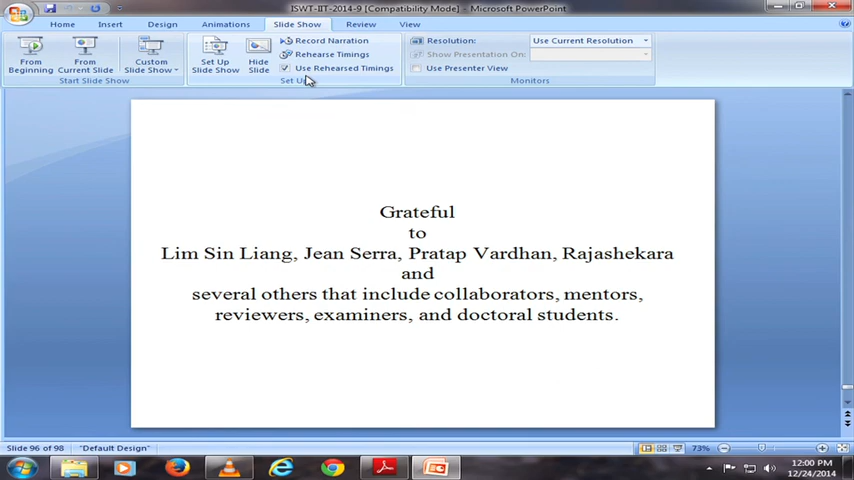 ISWT-IIT-2014-9 [Compatibility Mode] - Microsoft PowerPoint
Home Insert Design Animations Slide Show Review View
From Beginning
From Current Slide
Custom Slide Show
Start Slide Show
Set Up Slide Show
Hide Slide
Record Narration
Rehearse Timings
Use Rehearsed Timings
Set Up
Resolution: Use Current Resolution
Show Presentation On:
Use Presenter View
Monitors
Grateful
to
Lim Sin Liang, Jean Serra, Pratap Vardhan, Rajashekara
and
several others that include collaborators, mentors,
reviewers, examiners, and doctoral students.
Slide 96 of 98 "Default Design" 73%
12:00 PM
12/24/2014